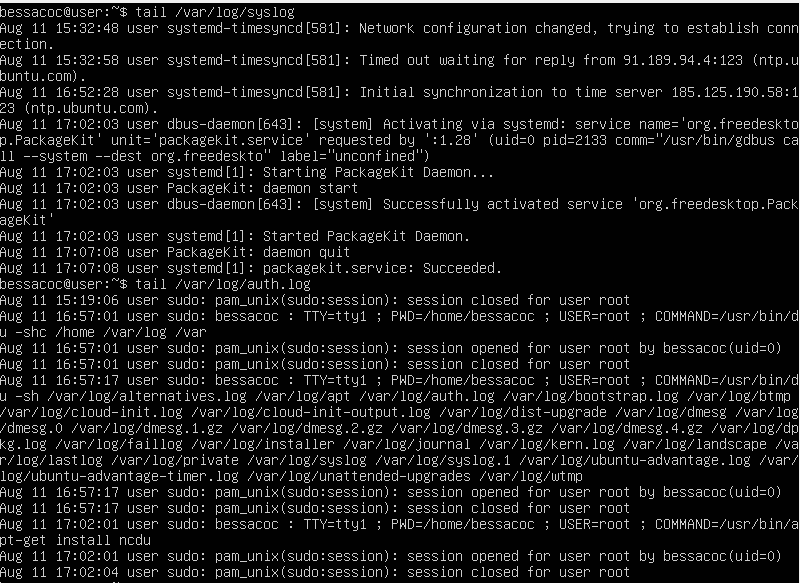 bessacoc@user:~$ tail /var/log/syslog
Aug 11 15:32:48 user systemd-timesyncd[581]: Network configuration changed, trying to establish conn
ection.
Aug 11 15:32:58 user systemd-timesyncd[581]: Timed out waiting for reply from 91.189.94.4:123 (ntp.u
buntu.com).
Aug 11 16:52:28 user systemd-timesyncd[581]: Initial synchronization to time server 185.125.190.58:1
23 (ntp.ubuntu.com).
Aug 11 17:02:03 user dbus-daemon[643]: [system] Activating via systemd: service name='org.freedeskto
p.PackageKit' unit='packagekit.service' requested by ':1.28' (uid=0 pid=2133 comm="/usr/bin/gdbus ca
ll --system --dest org.freedeskto" label="unconfined")
Aug 11 17:02:03 user systemd[1]: Starting PackageKit Daemon...
Aug 11 17:02:03 user PackageKit: daemon start
Aug 11 17:02:03 user dbus-daemon[643]: [system] Successfully activated service 'org.freedesktop.Pack
ageKit'
Aug 11 17:02:03 user systemd[1]: Started PackageKit Daemon.
Aug 11 17:07:08 user PackageKit: daemon quit
Aug 11 17:07:08 user systemd[1]: packagekit.service: Succeeded.
bessacoc@user:~$ tail /var/log/auth.log
Aug 11 15:19:06 user sudo: pam_unix(sudo:session): session closed for user root
Aug 11 16:57:01 user sudo: bessacoc : TTY=tty1 ; PWD=/home/bessacoc ; USER=root ; COMMAND=/usr/bin/d
u -shc /home /var/log /var
Aug 11 16:57:01 user sudo: pam_unix(sudo:session): session opened for user root by bessacoc(uid=0)
Aug 11 16:57:01 user sudo: pam_unix(sudo:session): session closed for user root
Aug 11 16:57:17 user sudo: bessacoc : TTY=tty1 ; PWD=/home/bessacoc ; USER=root ; COMMAND=/usr/bin/d
u -sh /var/log/alternatives.log /var/log/apt /var/log/auth.log /var/log/bootstrap.log /var/log/btmp
/var/log/cloud-init.log /var/log/cloud-init-output.log /var/log/dist-upgrade /var/log/dmesg /var/log
/dmesg.0 /var/log/dmesg.1.gz /var/log/dmesg.2.gz /var/log/dmesg.3.gz /var/log/dmesg.4.gz /var/log/dp
kg.log /var/log/faillog /var/log/installer /var/log/journal /var/log/kern.log /var/log/landscape /va
r/log/lastlog /var/log/private /var/log/syslog /var/log/syslog.1 /var/log/ubuntu-advantage.log /var/
log/ubuntu-advantage-timer.log /var/log/unattended-upgrades /var/log/wtmp
Aug 11 16:57:17 user sudo: pam_unix(sudo:session): session opened for user root by bessacoc(uid=0)
Aug 11 16:57:17 user sudo: pam_unix(sudo:session): session closed for user root
Aug 11 17:02:01 user sudo: bessacoc : TTY=tty1 ; PWD=/home/bessacoc ; USER=root ; COMMAND=/usr/bin/a
pt-get install ncdu
Aug 11 17:02:01 user sudo: pam_unix(sudo:session): session opened for user root by bessacoc(uid=0)
Aug 11 17:02:04 user sudo: pam_unix(sudo:session): session closed for user root